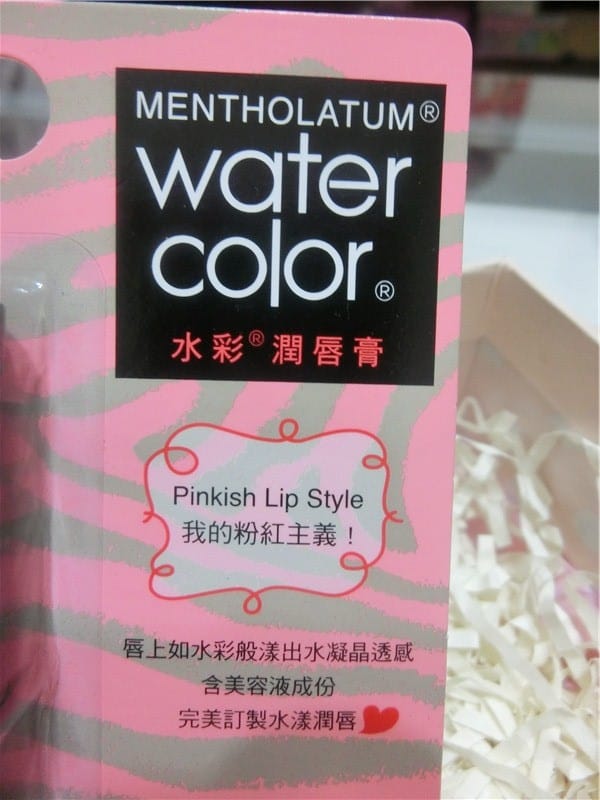 MENTHOLATUM®
water
color®
水彩®潤唇膏
Pinkish Lip Style
我的粉紅主義！
唇上如水彩般漾出水凝晶透感
含美容液成份
完美訂製水漾潤唇